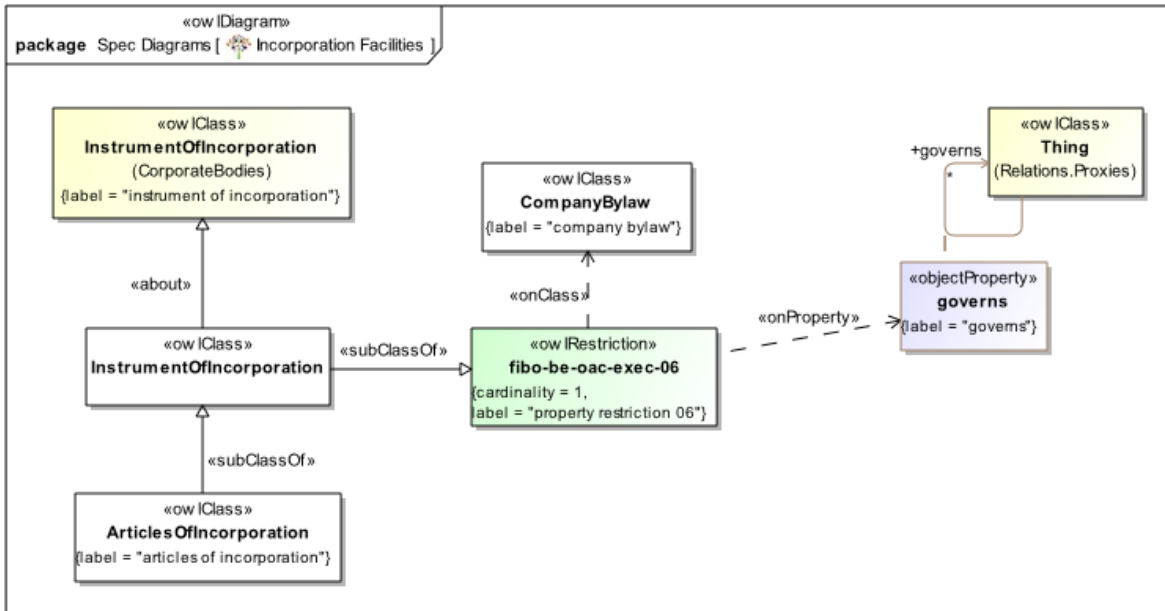 «owlDiagram»
package Spec Diagrams [ Incorporation Facilities ]
«owlClass»
InstrumentOfIncorporation
(CorporateBodies)
{label = "instrument of incorporation"}
«owlClass»
CompanyBylaw
{label = "company bylaw"}
«owlClass»
Thing
(Relations.Proxies)
+governs
*
«about»
«onClass»
«objectProperty»
governs
{label = "governs"}
«onProperty»
«owlClass»
InstrumentOfIncorporation
«subClassOf»
«owlRestriction»
fibo-be-oac-exec-06
{cardinality = 1,
label = "property restriction 06"}
«subClassOf»
«owlClass»
ArticlesOfIncorporation
{label = "articles of incorporation"}